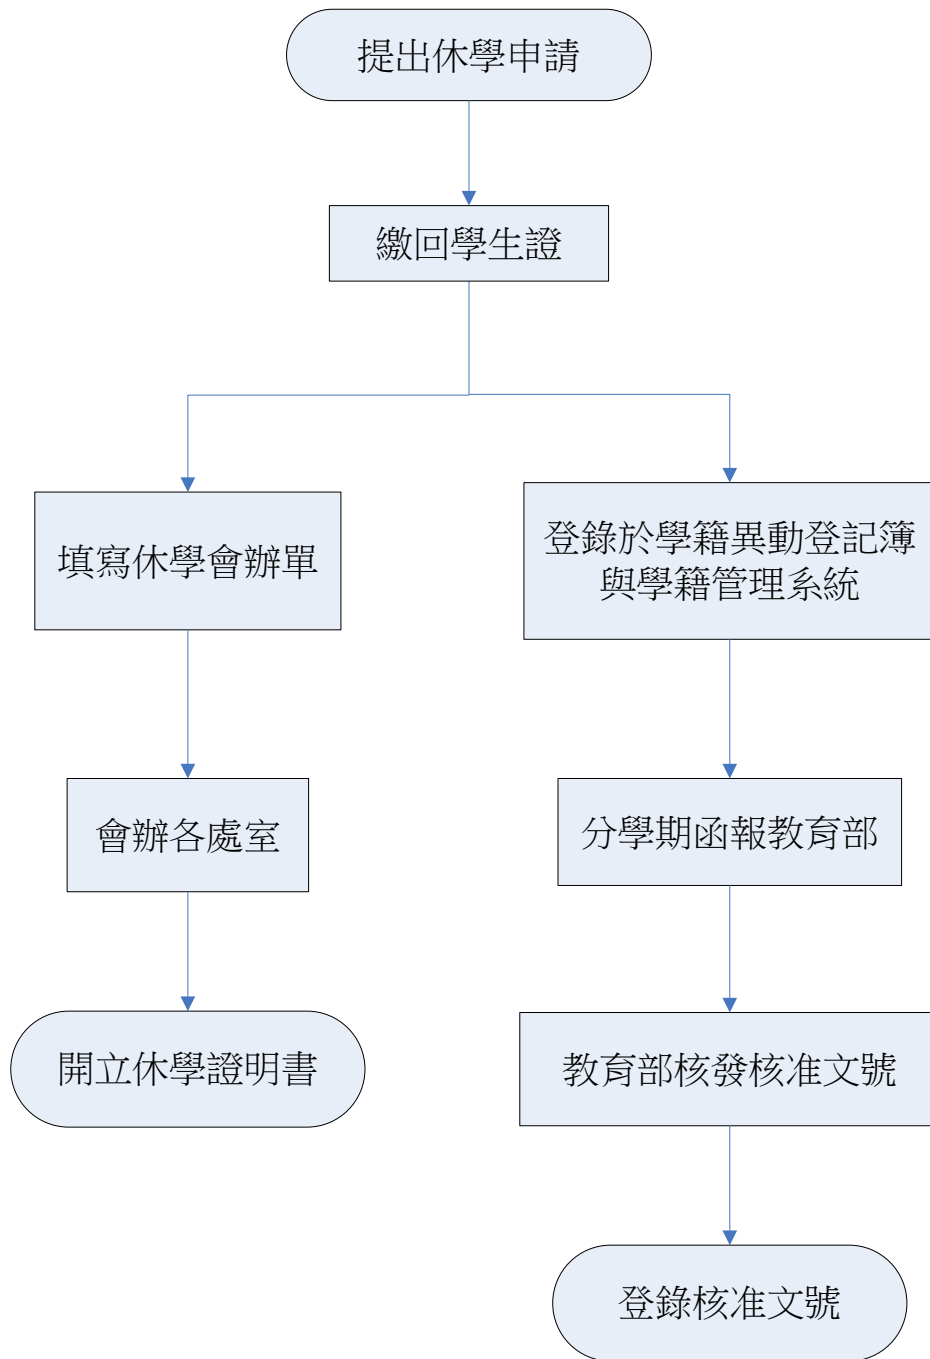 提出休學申請
繳回學生證
填寫休學會辦單
登錄於學籍異動登記簿
與學籍管理系統
會辦各處室
分學期函報教育部
開立休學證明書
教育部核發核准文號
登錄核准文號